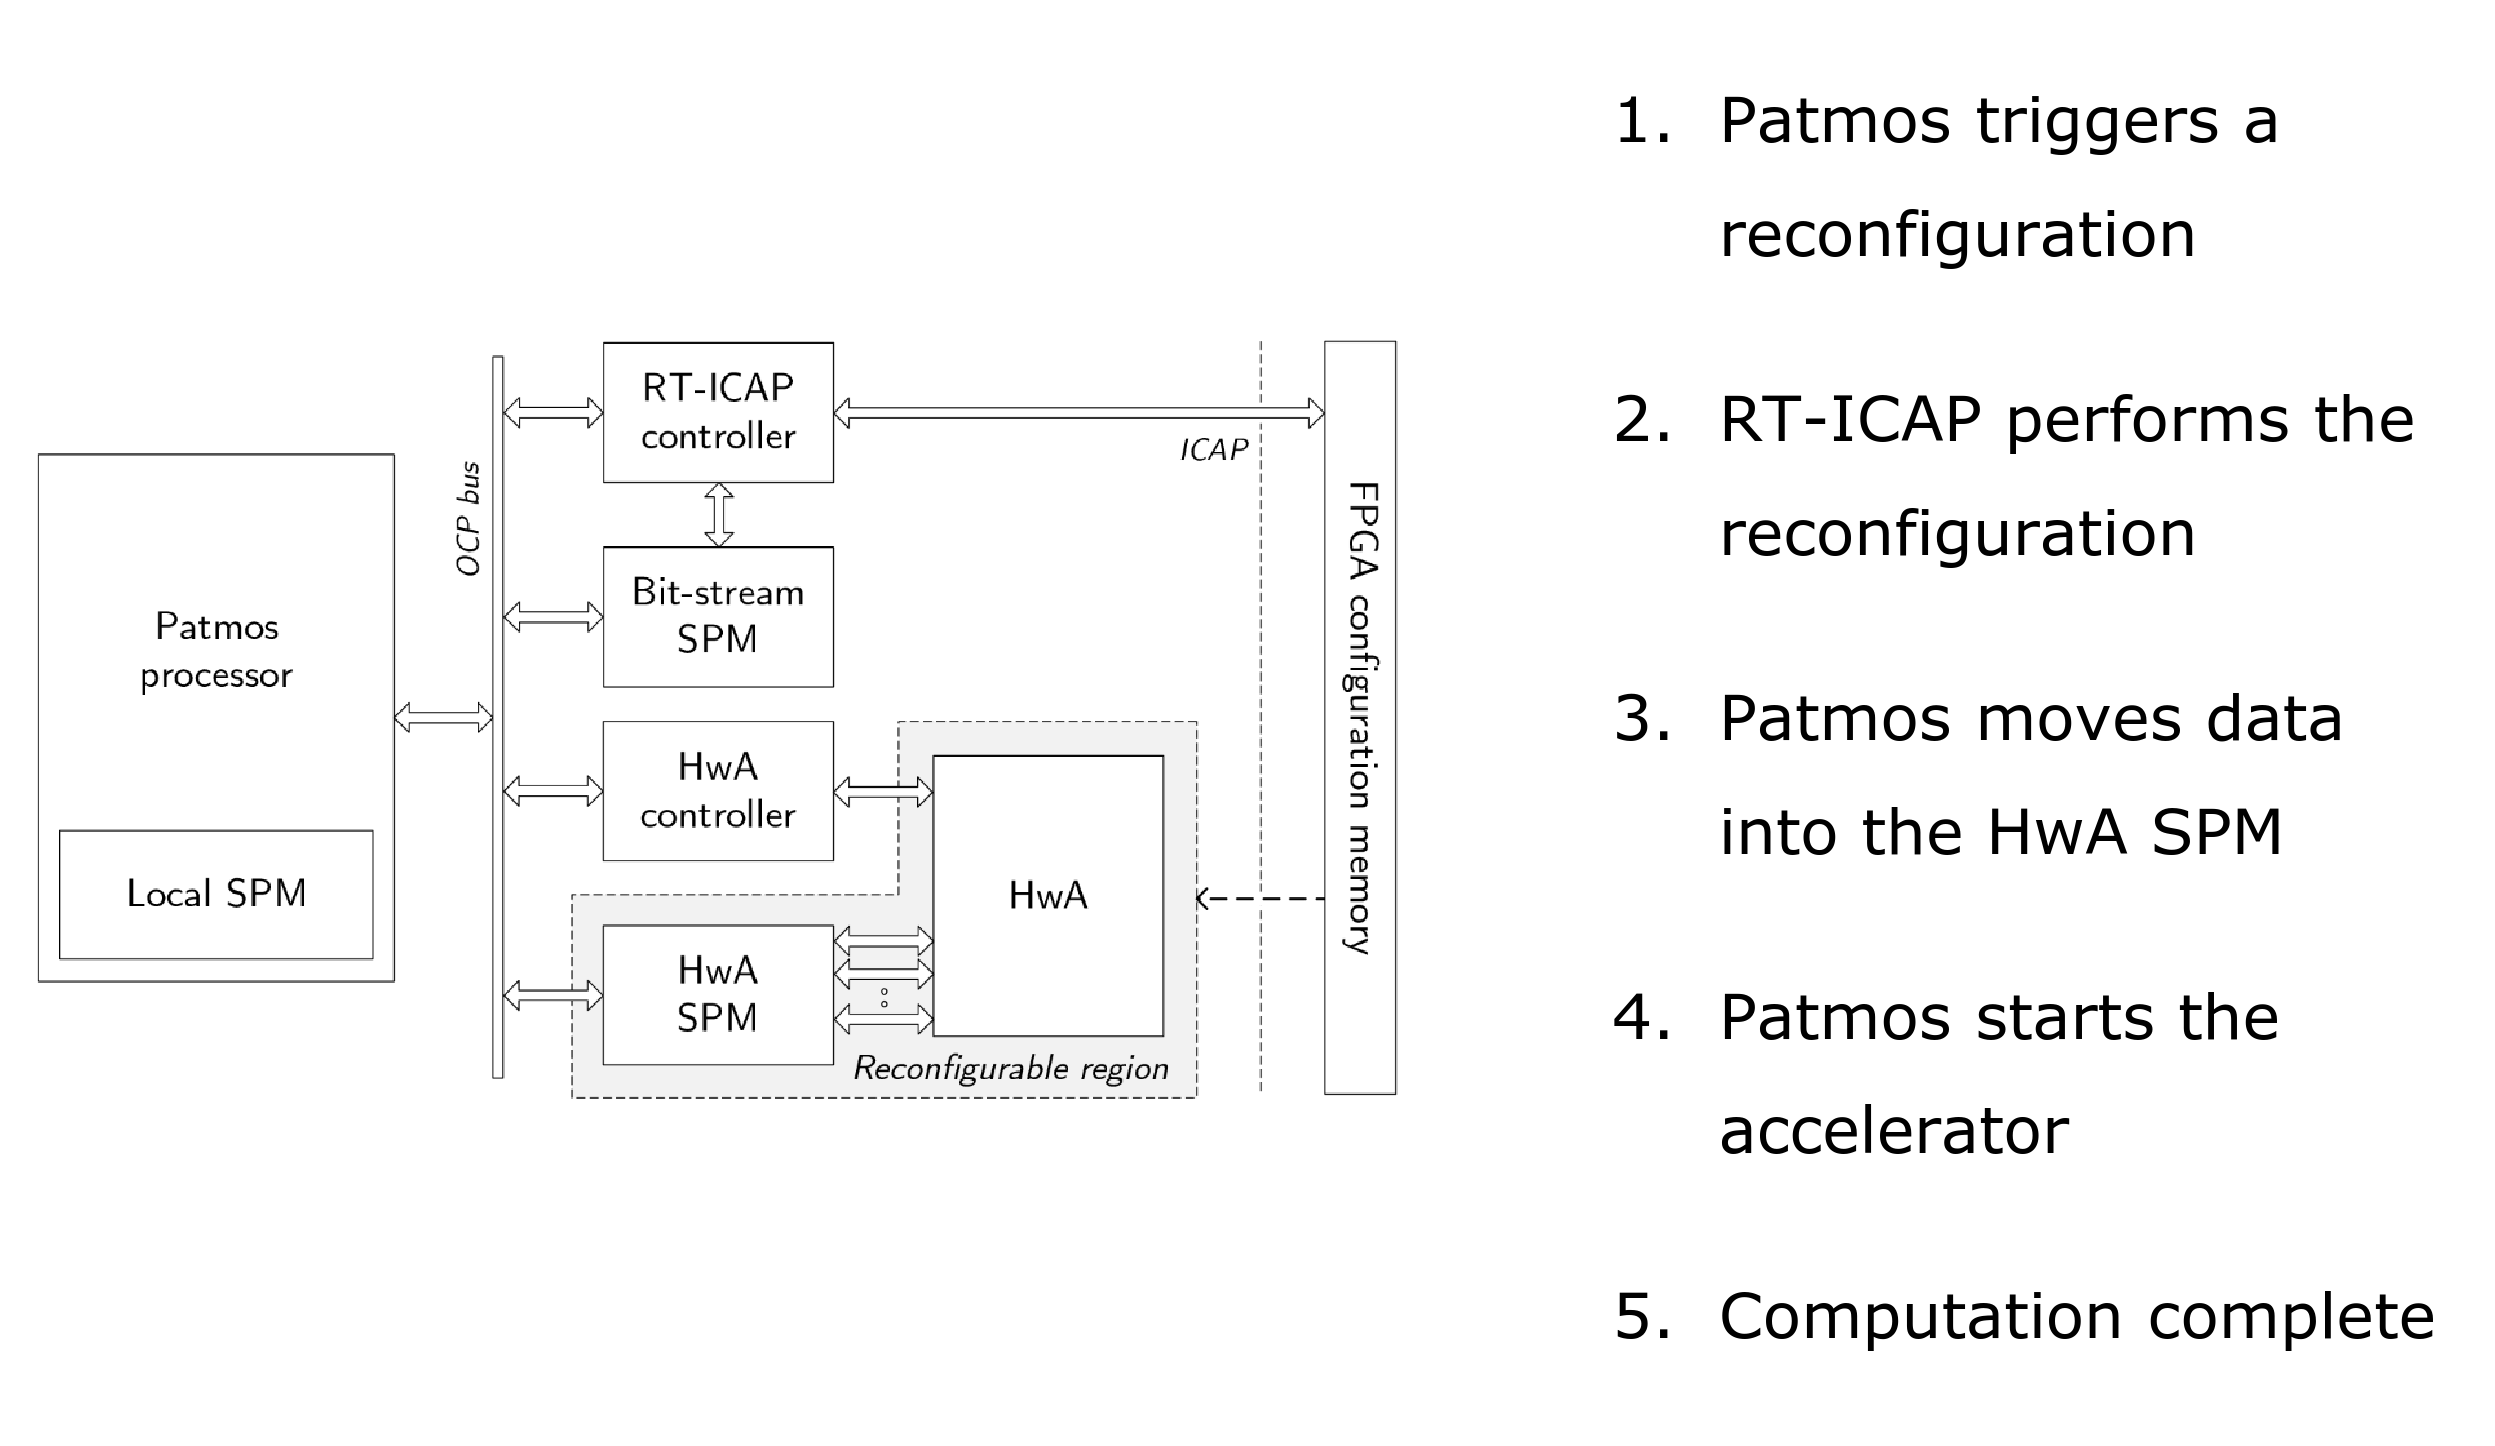 Patmos
processor
Local SPM
OCP bus
RT-ICAP
controller
Bit-stream
SPM
HwA
controller
HwA
SPM
HwA
Reconfigurable region
ICAP
FPGA configuration memory
1. Patmos triggers a
reconfiguration
2. RT-ICAP performs the
reconfiguration
3. Patmos moves data
into the HwA SPM
4. Patmos starts the
accelerator
5. Computation complete